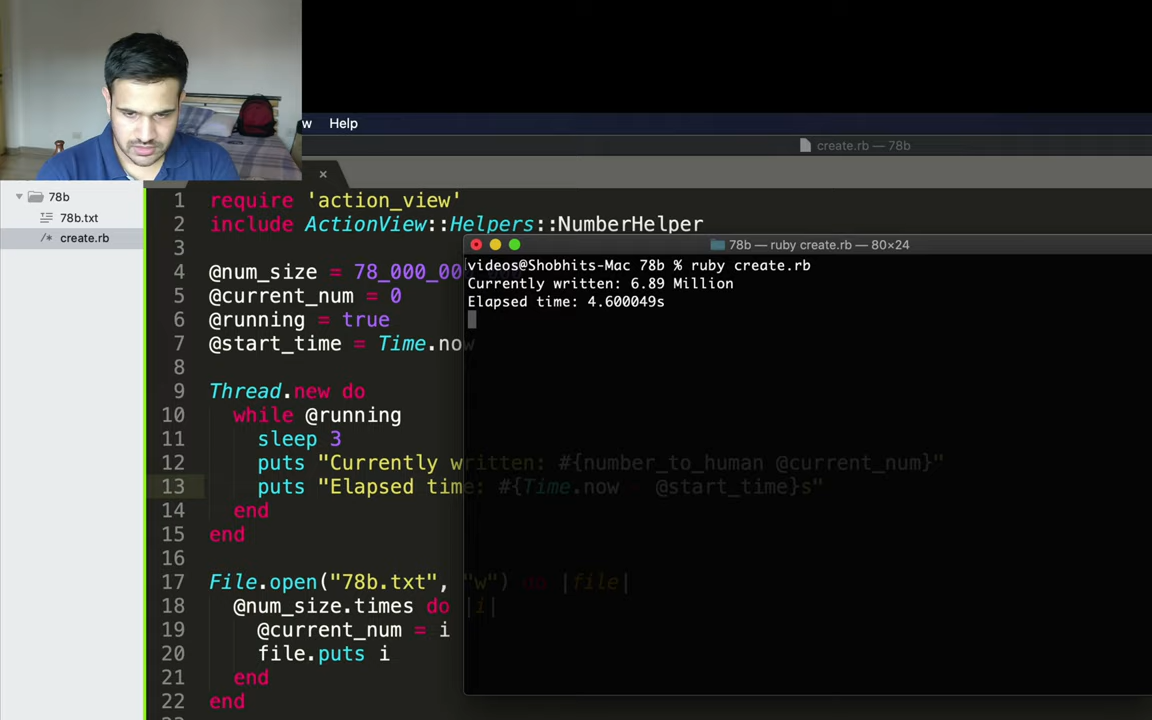 w Help
create.rb — 78b
78b
78b.txt
create.rb
1 require 'action_view'
2 include ActionView::Helpers::NumberHelper
3
4 @num_size = 78_000_00
5 @current_num = 0
6 @running = true
7 @start_time = Time.now
8
9 Thread.new do
10 while @running
11 sleep 3
12 puts "Currently written: #{number_to_human @current_num}"
13 puts "Elapsed time: #{Time.now - @start_time}s"
14 end
15 end
16
17 File.open("78b.txt", "w") do |file|
18 @num_size.times do |i|
19 @current_num = i
20 file.puts i
21 end
22 end
78b — ruby create.rb — 80×24
videos@Shobhits-Mac 78b % ruby create.rb
Currently written: 6.89 Million
Elapsed time: 4.600049s